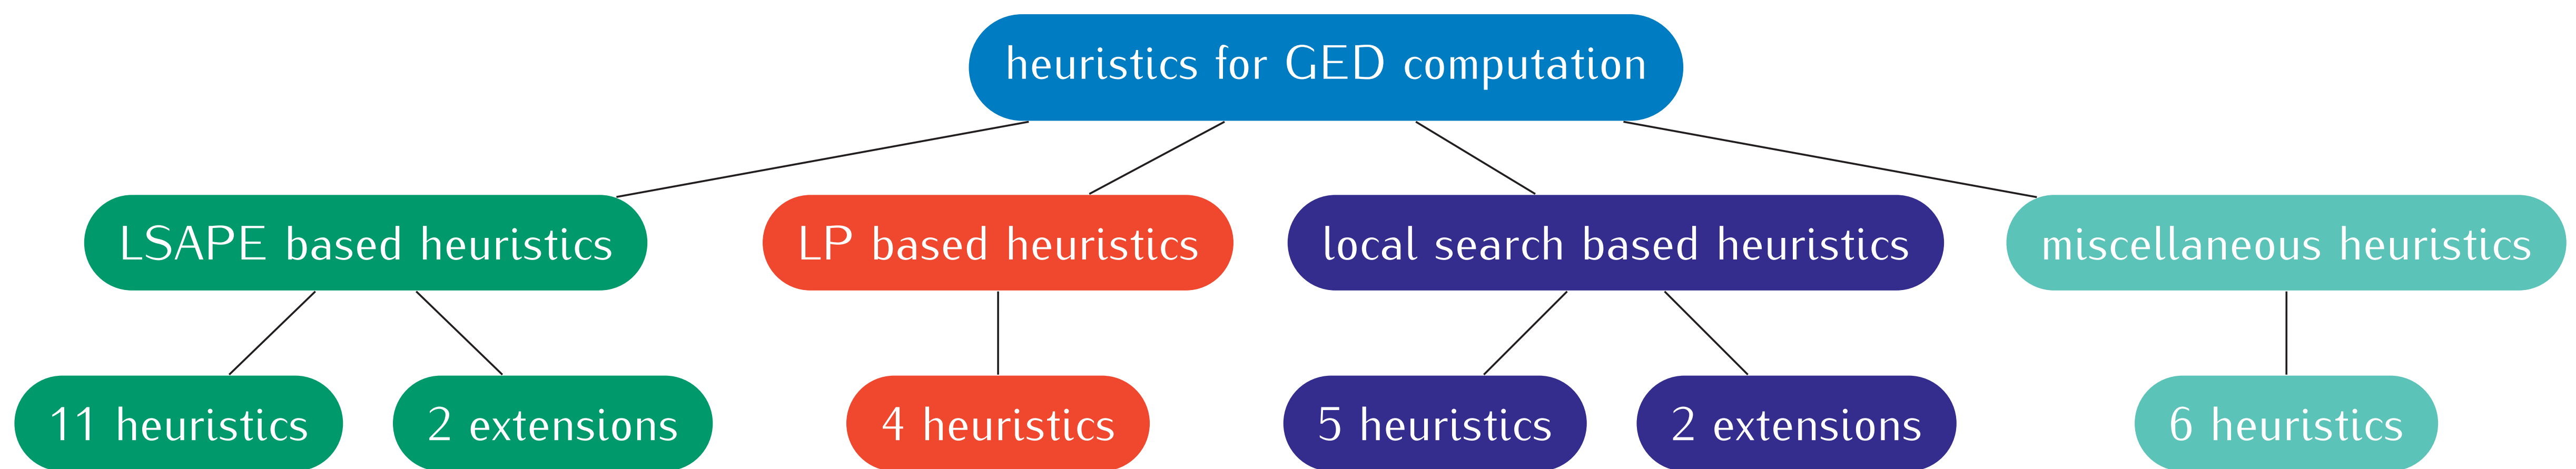 heuristics for GED computation
LSAPE based heuristics
LP based heuristics
local search based heuristics
miscellaneous heuristics
11 heuristics
2 extensions
4 heuristics
5 heuristics
2 extensions
6 heuristics